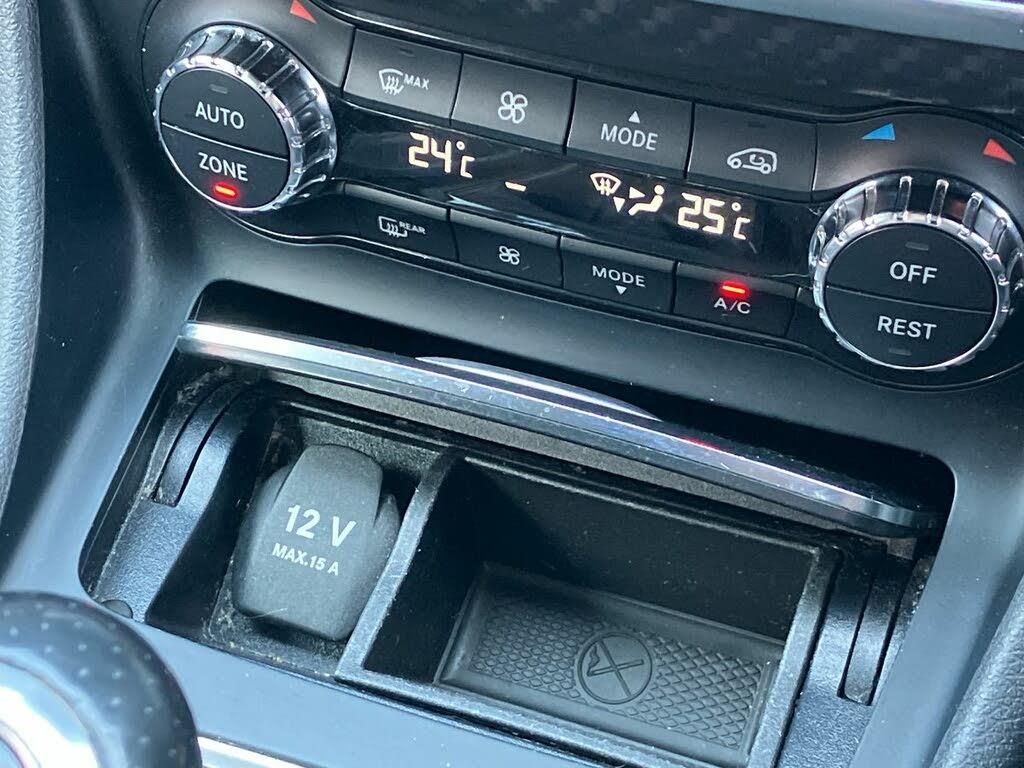 AUTO
ZONE
MAX
MODE
24°C
25°C
REAR
MODE
A/C
OFF
REST
12 V
MAX.15 A